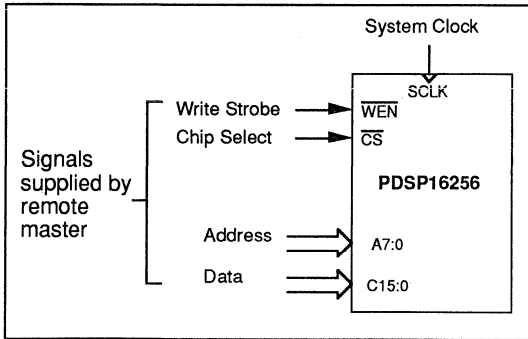 System Clock
SCLK
Write Strobe
WEN
Chip Select
CS
Signals
supplied by
remote
master
PDSP16256
Address
A7:0
Data
C15:0